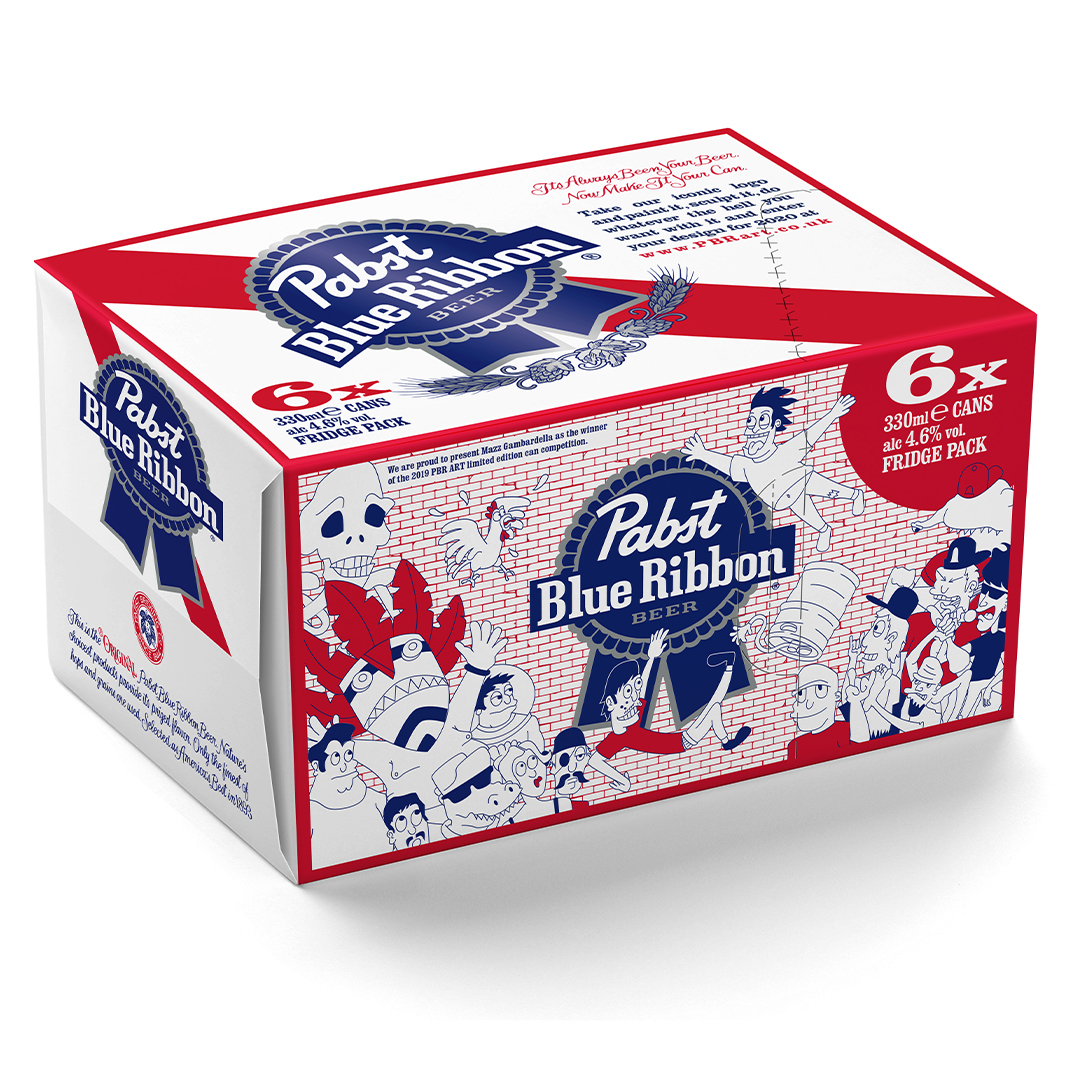 It's Always Been Your Beer.
Now Make It Your Can.
Take our iconic logo
and paint it, sculpt it, do
whatever the hell you
want with it and enter
your design for 2020 at
www.PBRart.co.uk
Pabst
Blue Ribbon®
BEER
6x
330ml℮ CANS
alc 4.6% vol.
FRIDGE PACK
Pabst
Blue Ribbon®
BEER
This is the Original Pabst Blue Ribbon Beer. Nature's
choicest products provide its prized flavor. Only the finest of
hops and grains are used. Selected as America's Best in 1893
We are proud to present Mazz Gambardella as the winner
of the 2019 PBR ART limited edition can competition.
6x
330ml℮ CANS
alc 4.6% vol.
FRIDGE PACK
Pabst
Blue Ribbon®
BEER